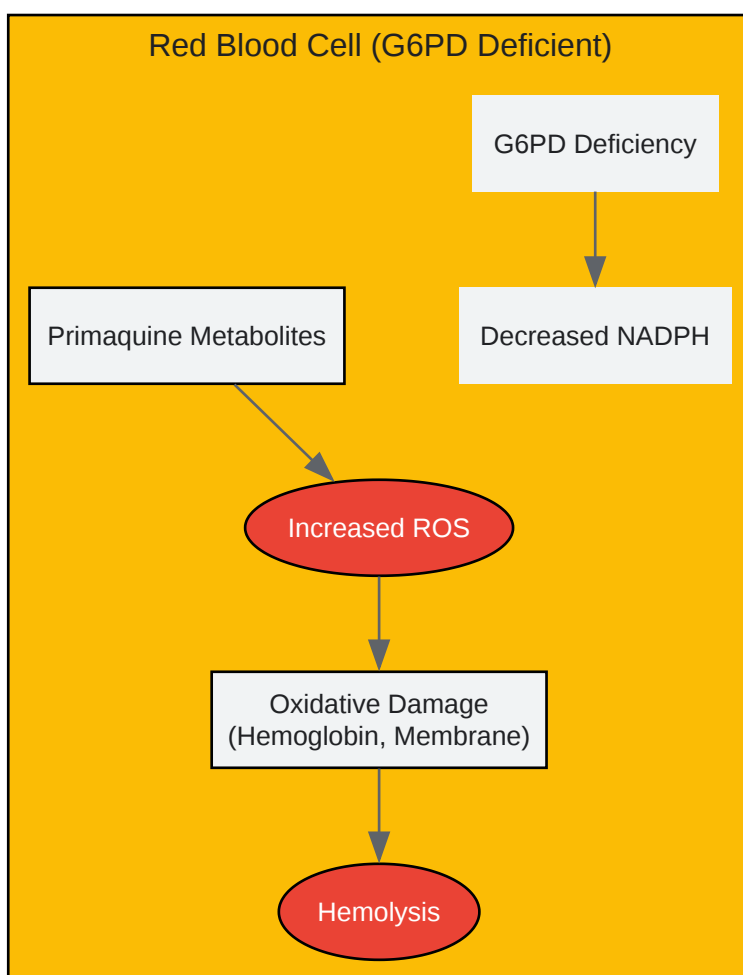 Red Blood Cell (G6PD Deficient)
G6PD Deficiency
Primaquine Metabolites
Decreased NADPH
Increased ROS
Oxidative Damage
(Hemoglobin, Membrane)
Hemolysis